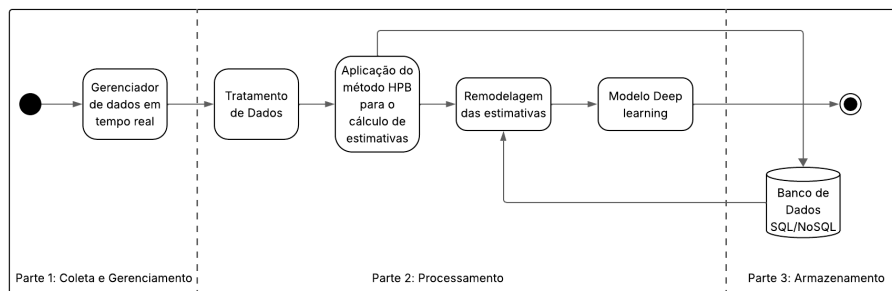 Gerenciador
de dados em
tempo real
Tratamento
de Dados
Aplicação do
método HPB
para o
cálculo de
estimativas
Remodelagem
das estimativas
Modelo Deep
learning
Banco de
Dados
SQL/NoSQL
Parte 1: Coleta e Gerenciamento
Parte 2: Processamento
Parte 3: Armazenamento